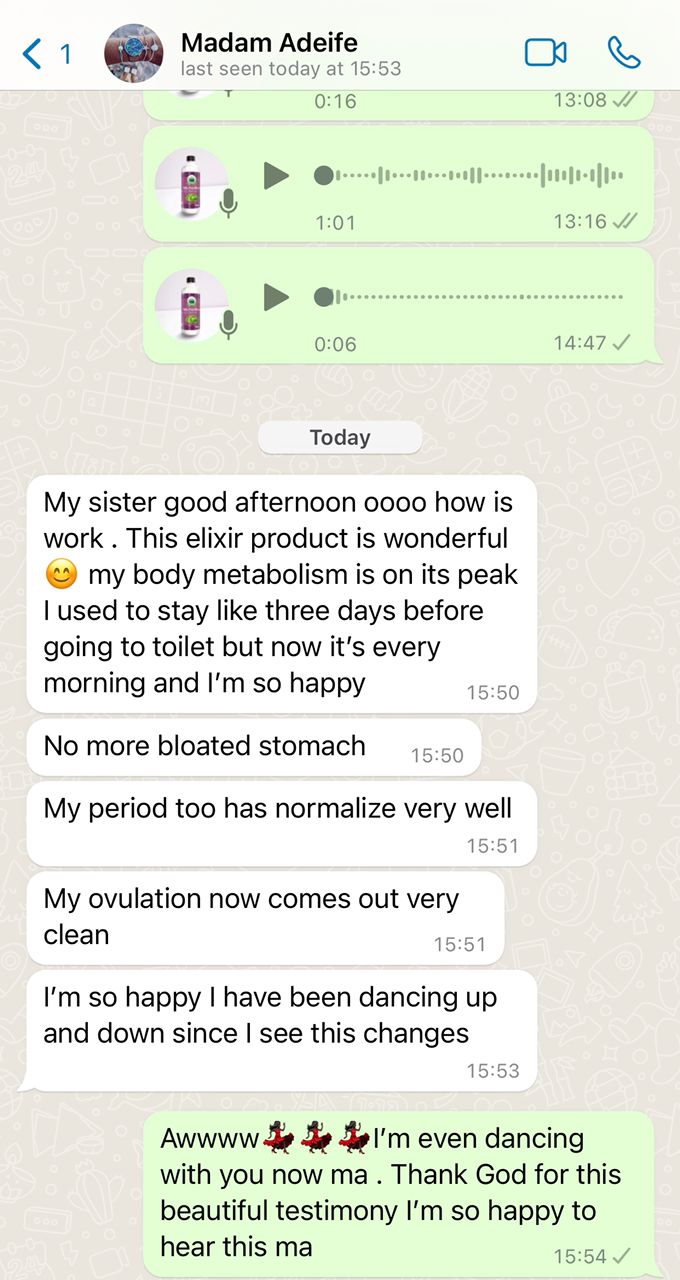 1
Madam Adeife
last seen today at 15:53
0:16
13:08
1:01
13:16
0:06
14:47
Today
My sister good afternoon oooo how is
work . This elixir product is wonderful
😊 my body metabolism is on its peak
I used to stay like three days before
going to toilet but now it’s every
morning and I’m so happy
15:50
No more bloated stomach
15:50
My period too has normalize very well
15:51
My ovulation now comes out very
clean
15:51
I’m so happy I have been dancing up
and down since I see this changes
15:53
Awwww💃💃💃I’m even dancing
with you now ma . Thank God for this
beautiful testimony I’m so happy to
hear this ma
15:54